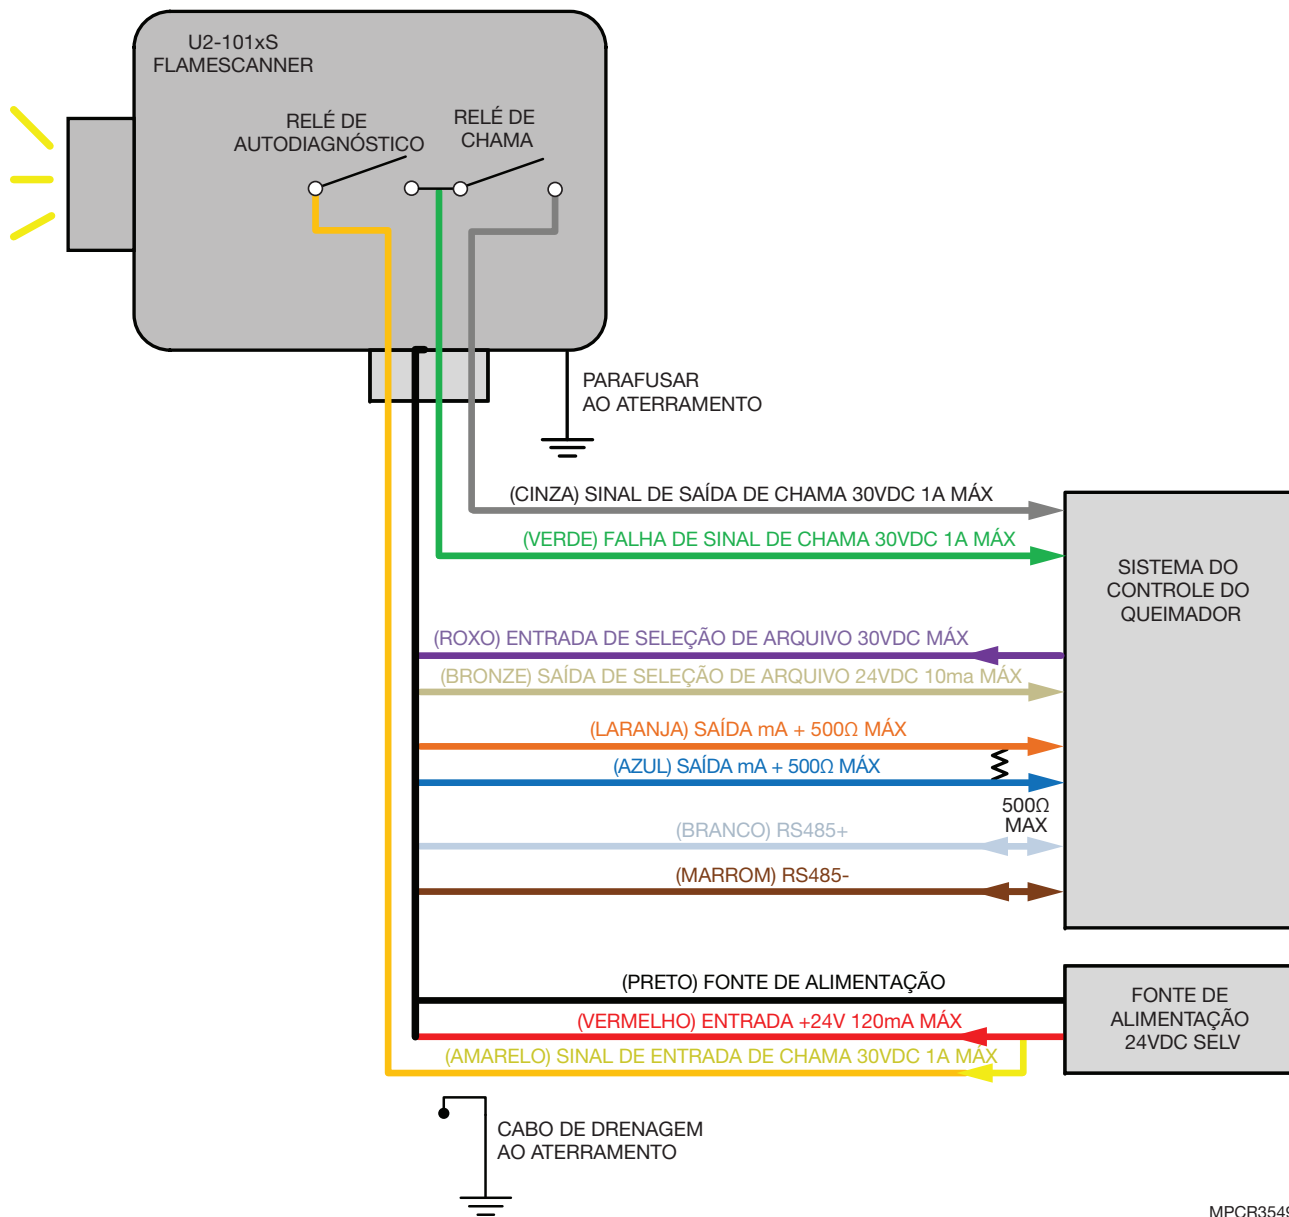 U2-101xS
FLAMESCANNER
RELÉ DE
AUTODIAGNÓSTICO
RELÉ DE
CHAMA
PARAFUSAR
AO ATERRAMENTO
(CINZA) SINAL DE SAÍDA DE CHAMA 30VDC 1A MÁX
(VERDE) FALHA DE SINAL DE CHAMA 30VDC 1A MÁX
SISTEMA DO
CONTROLE DO
QUEIMADOR
(ROXO) ENTRADA DE SELEÇÃO DE ARQUIVO 30VDC MÁX
(BRONZE) SAÍDA DE SELEÇÃO DE ARQUIVO 24VDC 10ma MÁX
(LARANJA) SAÍDA mA + 500Ω MÁX
(AZUL) SAÍDA mA + 500Ω MÁX
500Ω
MAX
(BRANCO) RS485+
(MARROM) RS485-
(PRETO) FONTE DE ALIMENTAÇÃO
(VERMELHO) ENTRADA +24V 120mA MÁX
(AMARELO) SINAL DE ENTRADA DE CHAMA 30VDC 1A MÁX
FONTE DE
ALIMENTAÇÃO
24VDC SELV
CABO DE DRENAGEM
AO ATERRAMENTO
MPCR3549